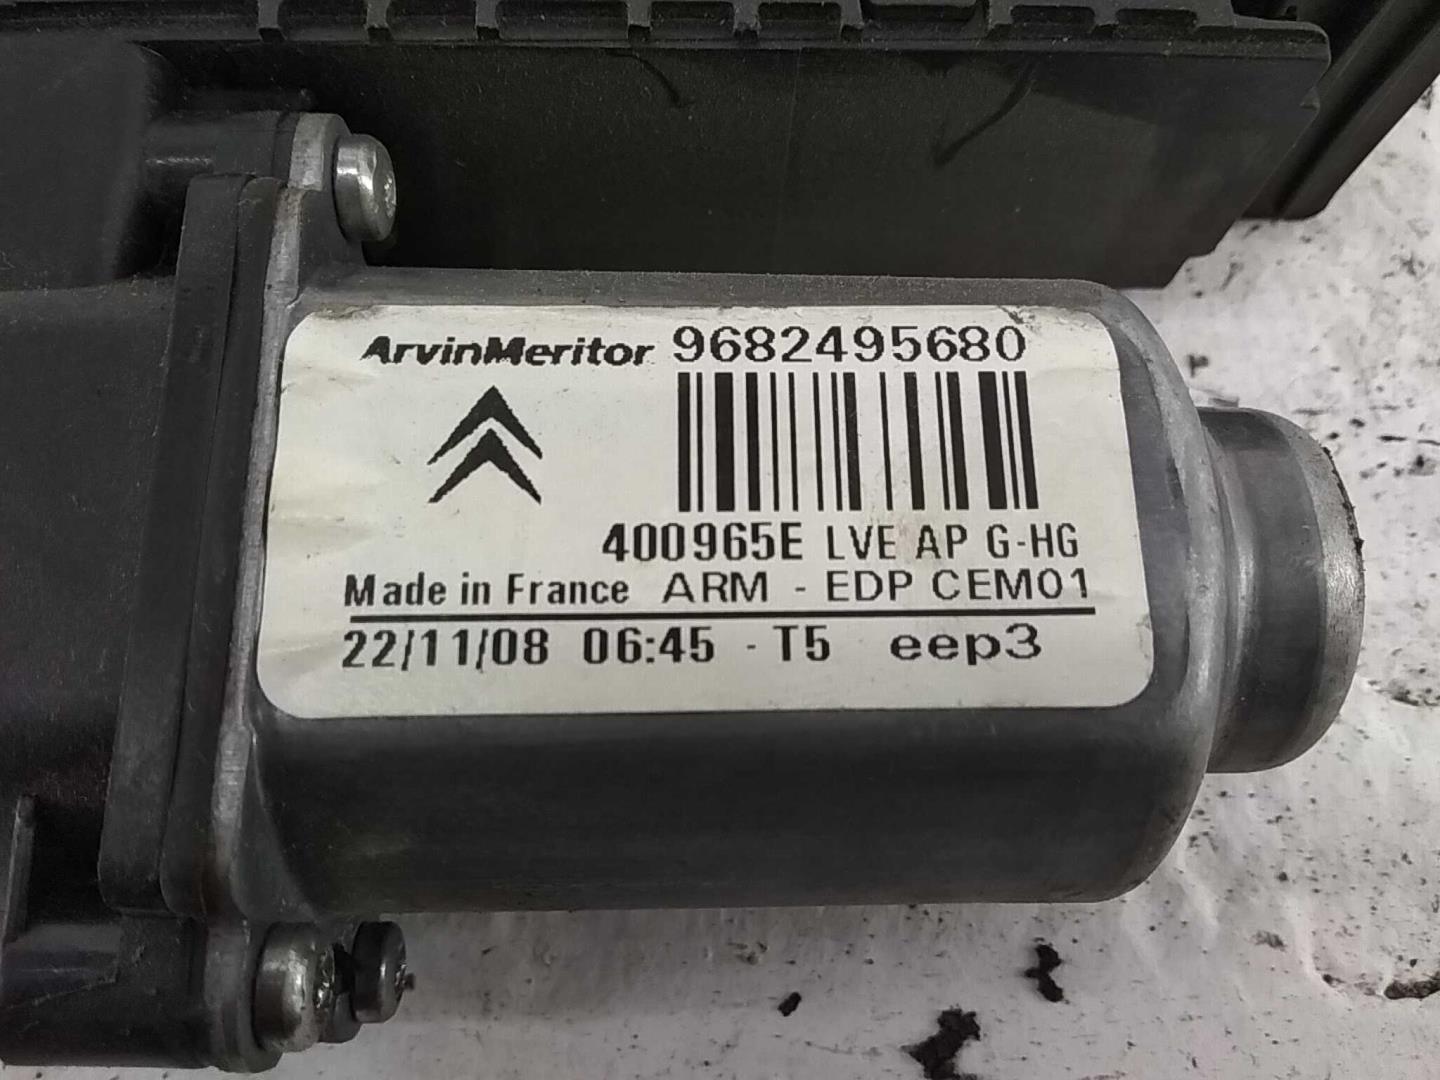 ArvinMeritor 9682495680
400965E LVE AP G-HG
Made in France ARM - EDP CEM01
22/11/08 06:45 - T5 eep3